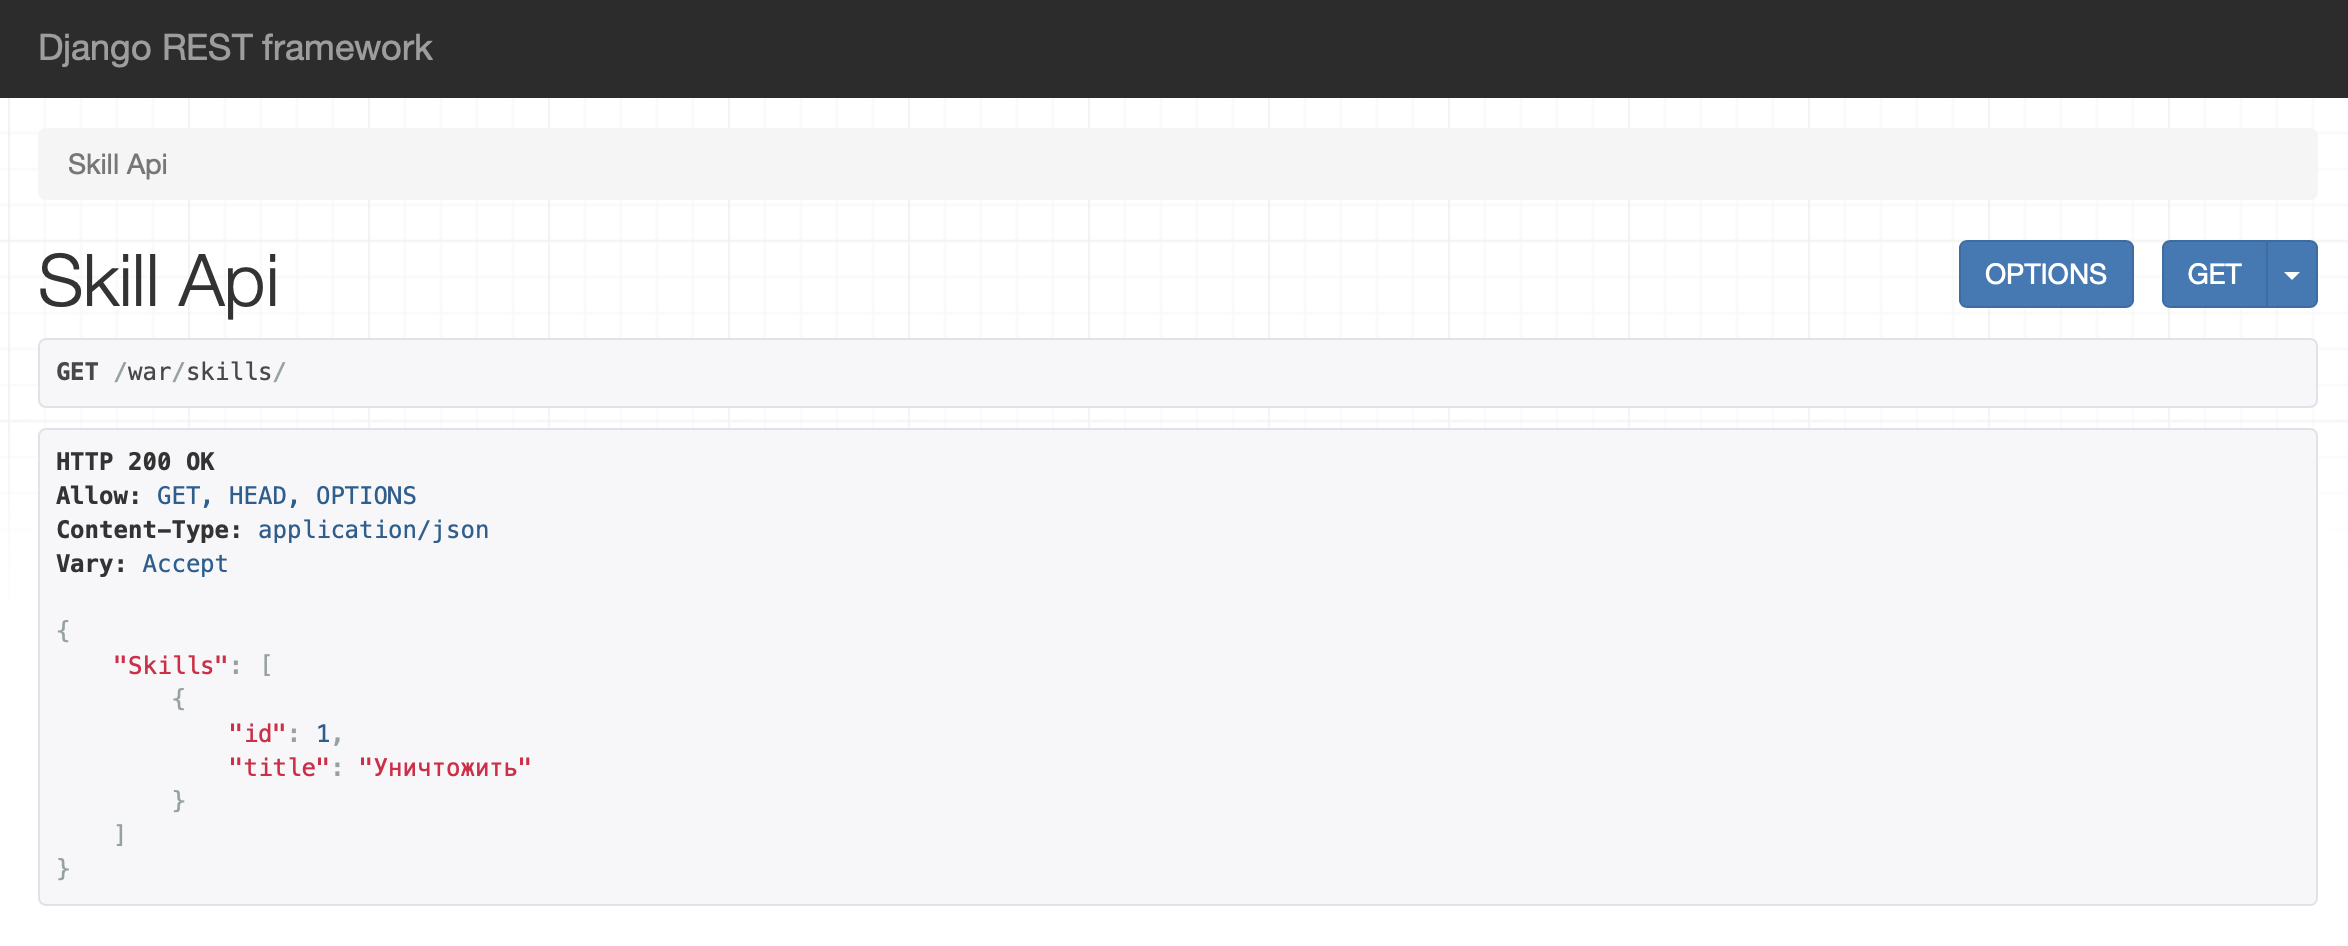 Django REST framework
Skill Api
Skill Api
OPTIONS GET
GET /war/skills/
HTTP 200 OK
Allow: GET, HEAD, OPTIONS
Content-Type: application/json
Vary: Accept
{
    "Skills": [
        {
            "id": 1,
            "title": "Уничтожить"
        }
    ]
}